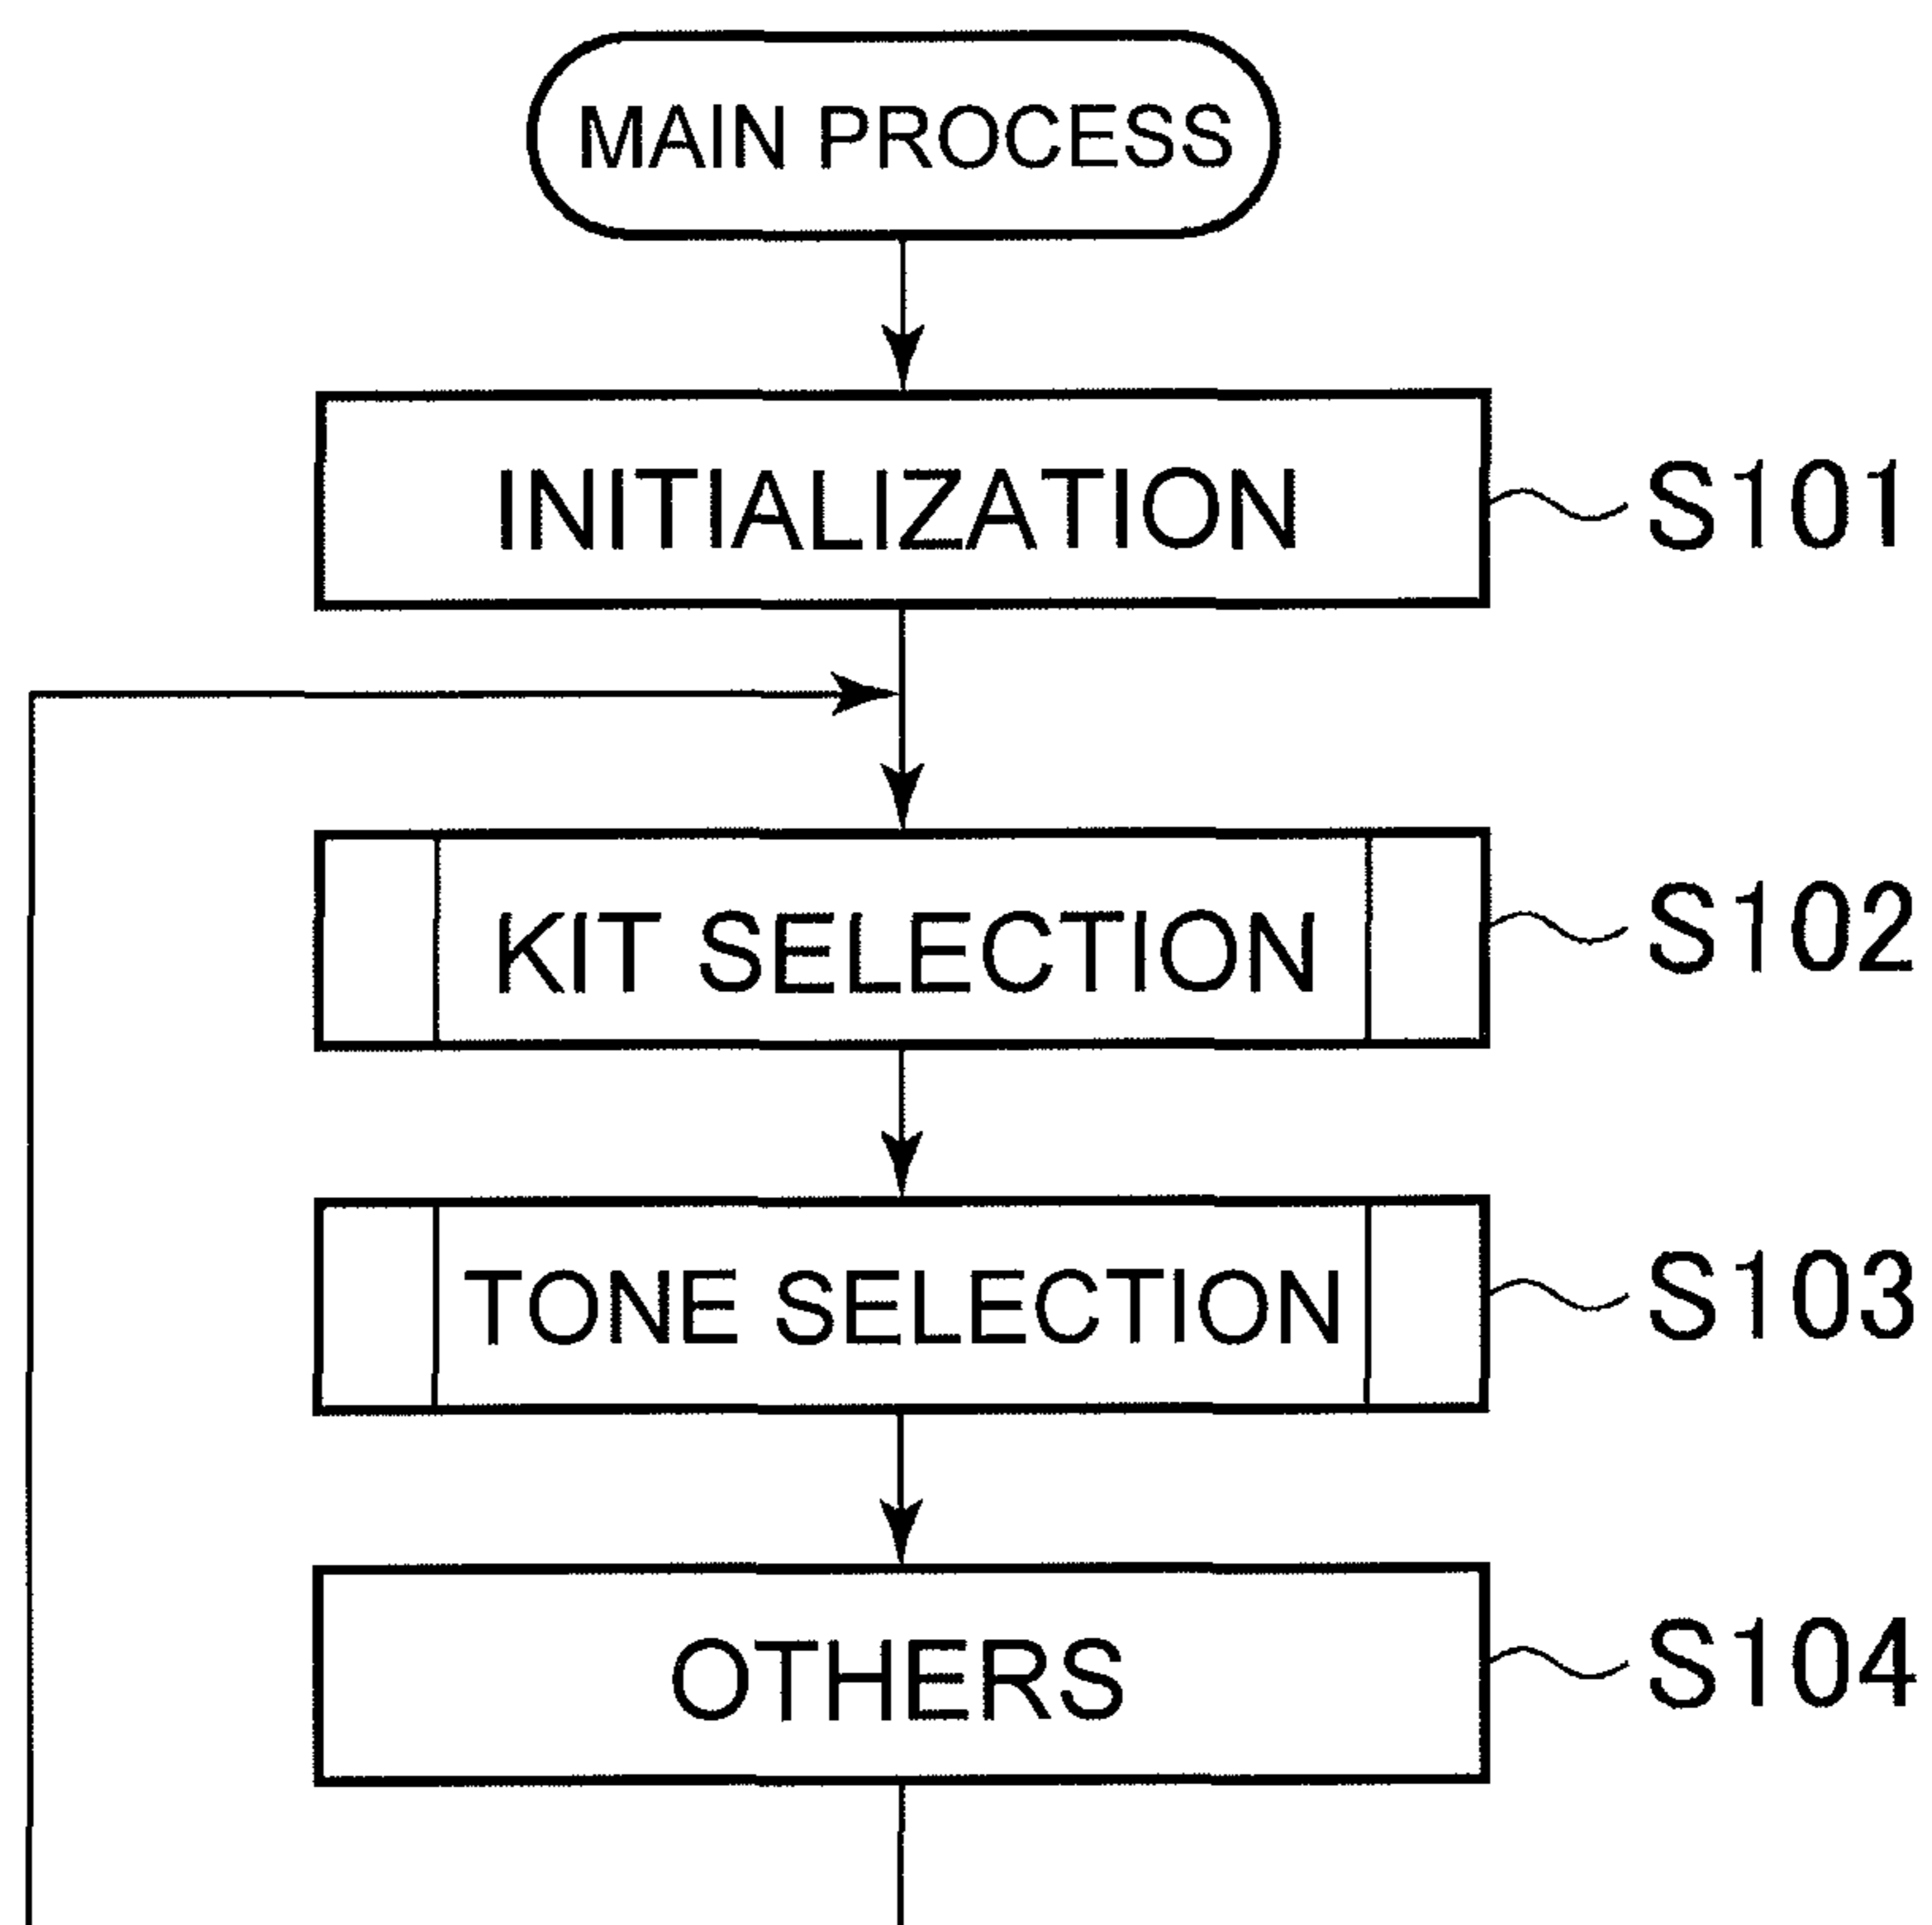 MAIN PROCESS
INITIALIZATION S101
KIT SELECTION S102
TONE SELECTION S103
OTHERS S104